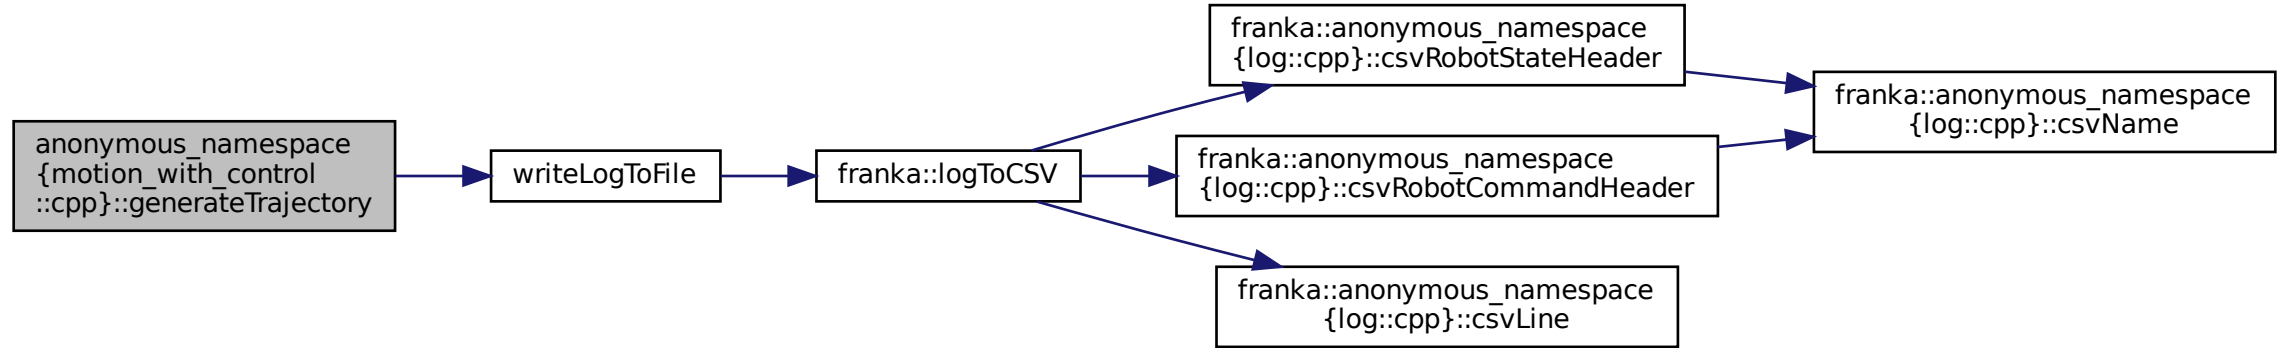 anonymous_namespace
{motion_with_control
::cpp}::generateTrajectory
writeLogToFile
franka::logToCSV
franka::anonymous_namespace
{log::cpp}::csvRobotStateHeader
franka::anonymous_namespace
{log::cpp}::csvRobotCommandHeader
franka::anonymous_namespace
{log::cpp}::csvLine
franka::anonymous_namespace
{log::cpp}::csvName